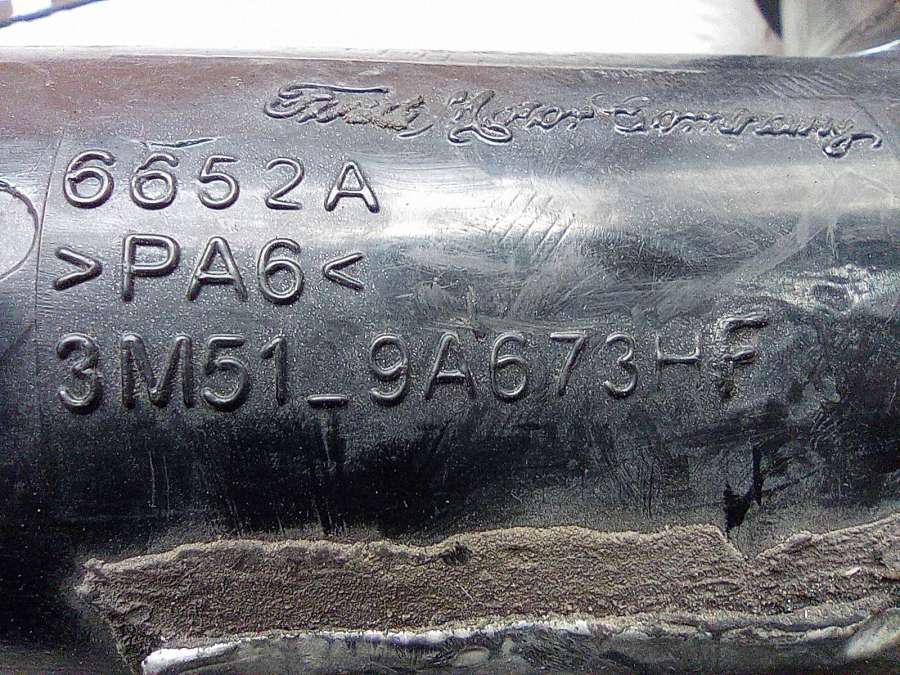 Ford Motor Company
6652A
>PA6<
3M51_9A673HF